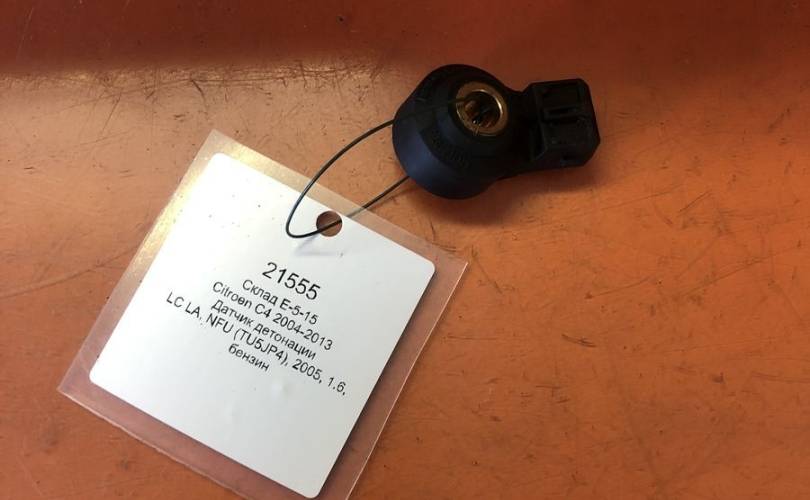 21555
Склад E-5-15
Citroen C4 2004-2013
Датчик детонации
LC LA, NFU (TU5JP4), 2005, 1.6,
бензин